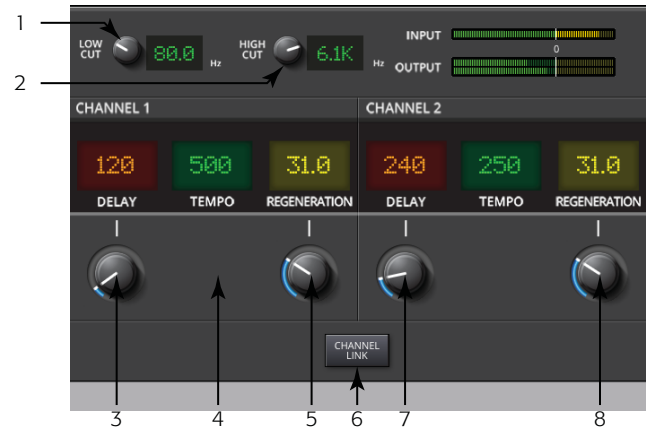 1
LOW CUT 80.0 Hz
HIGH CUT 6.1K Hz
INPUT
0
OUTPUT
2
CHANNEL 1
CHANNEL 2
120 500 31.0
240 250 31.0
DELAY TEMPO REGENERATION
DELAY TEMPO REGENERATION
CHANNEL
LINK
3 4 5 6 7 8